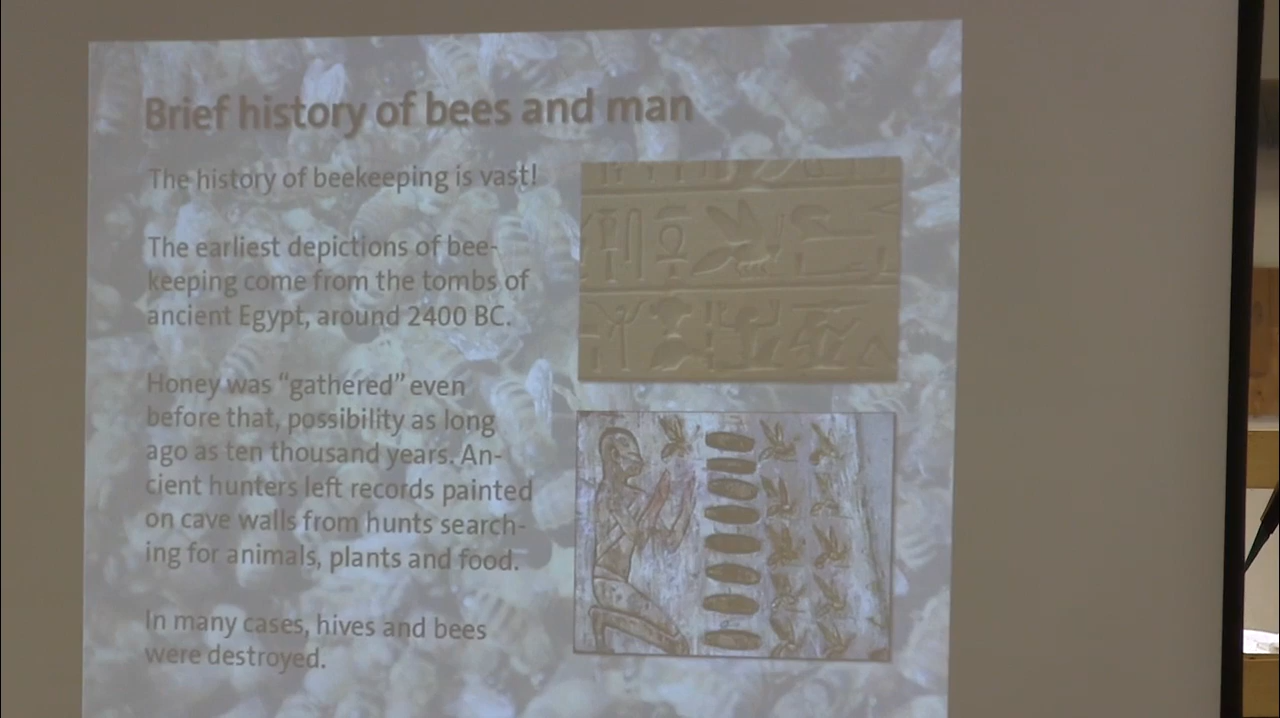 Brief history of bees and man
The history of beekeeping is vast!
The earliest depictions of bee-
keeping come from the tombs of
ancient Egypt, around 2400 BC.
Honey was “gathered” even
before that, possibility as long
ago as ten thousand years. An-
cient hunters left records painted
on cave walls from hunts search-
ing for animals, plants and food.
In many cases, hives and bees
were destroyed.